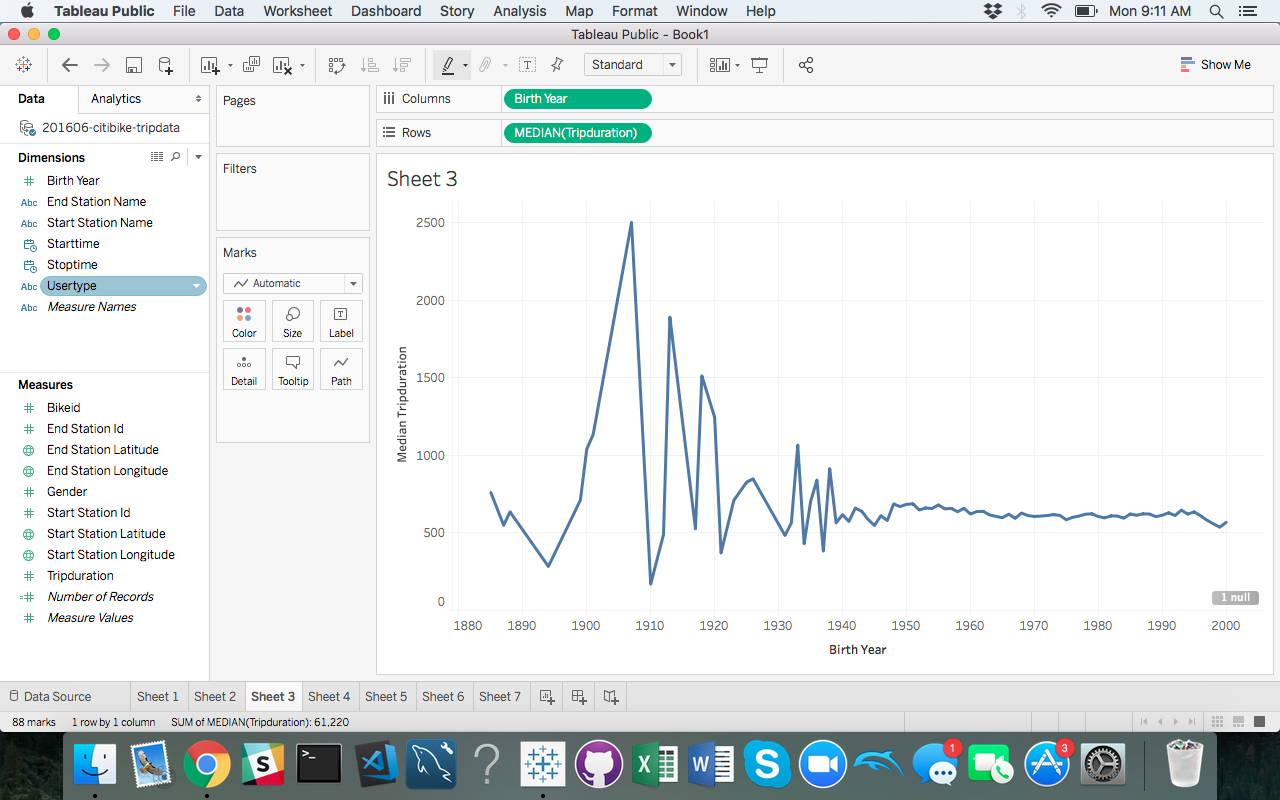 Tableau Public File Data Worksheet Dashboard Story Analysis Map Format Window Help Mon 9:11 AM
Tableau Public - Book1
Standard Show Me
Data Analytics
201606-citibike-tripdata
Dimensions
Birth Year
Abc End Station Name
Abc Start Station Name
Starttime
Stoptime
Abc Usertype
Abc Measure Names
Measures
Bikeid
End Station Id
End Station Latitude
End Station Longitude
Gender
Start Station Id
Start Station Latitude
Start Station Longitude
Tripduration
Number of Records
Measure Values
Pages
Filters
Marks
Automatic
Color Size Label
Detail Tooltip Path
Columns Birth Year
Rows MEDIAN(Tripduration)
Sheet 3
2500
2000
1500
1000
500
0
Median Tripduration
1 null
1880 1890 1900 1910 1920 1930 1940 1950 1960 1970 1980 1990 2000
Birth Year
Data Source Sheet 1 Sheet 2 Sheet 3 Sheet 4 Sheet 5 Sheet 6 Sheet 7
88 marks 1 row by 1 column SUM of MEDIAN(Tripduration): 61,220
1 3